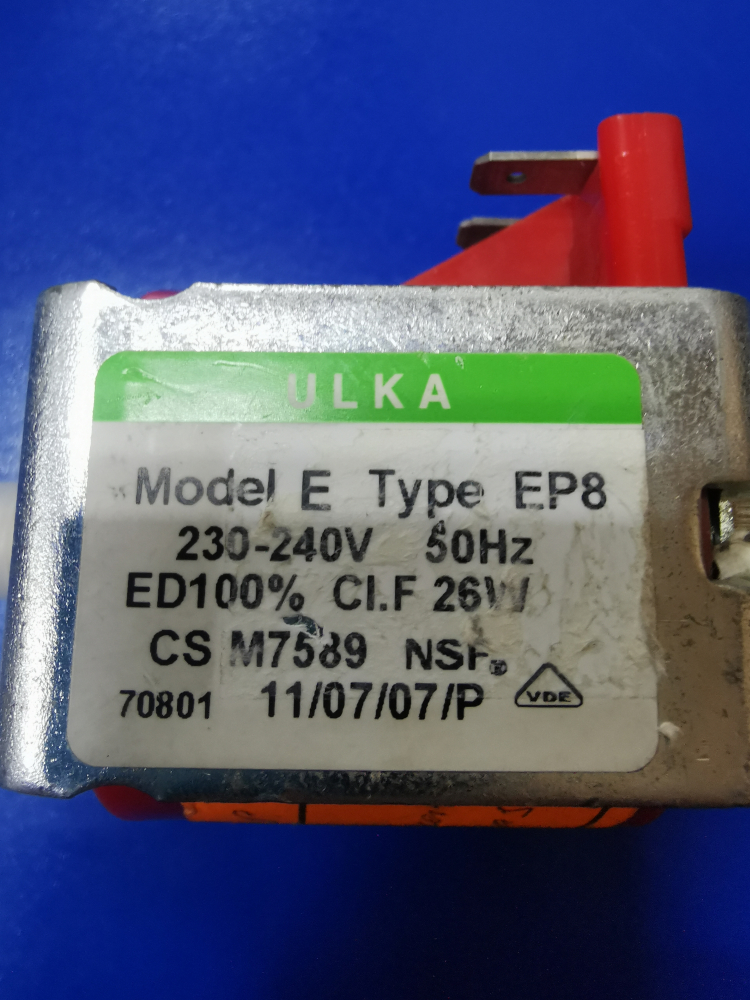 ULKA
Model E Type EP8
230-240V 50Hz
ED100% Cl.F 26W
CS M7589 NSF®
70801 11/07/07/P VDE